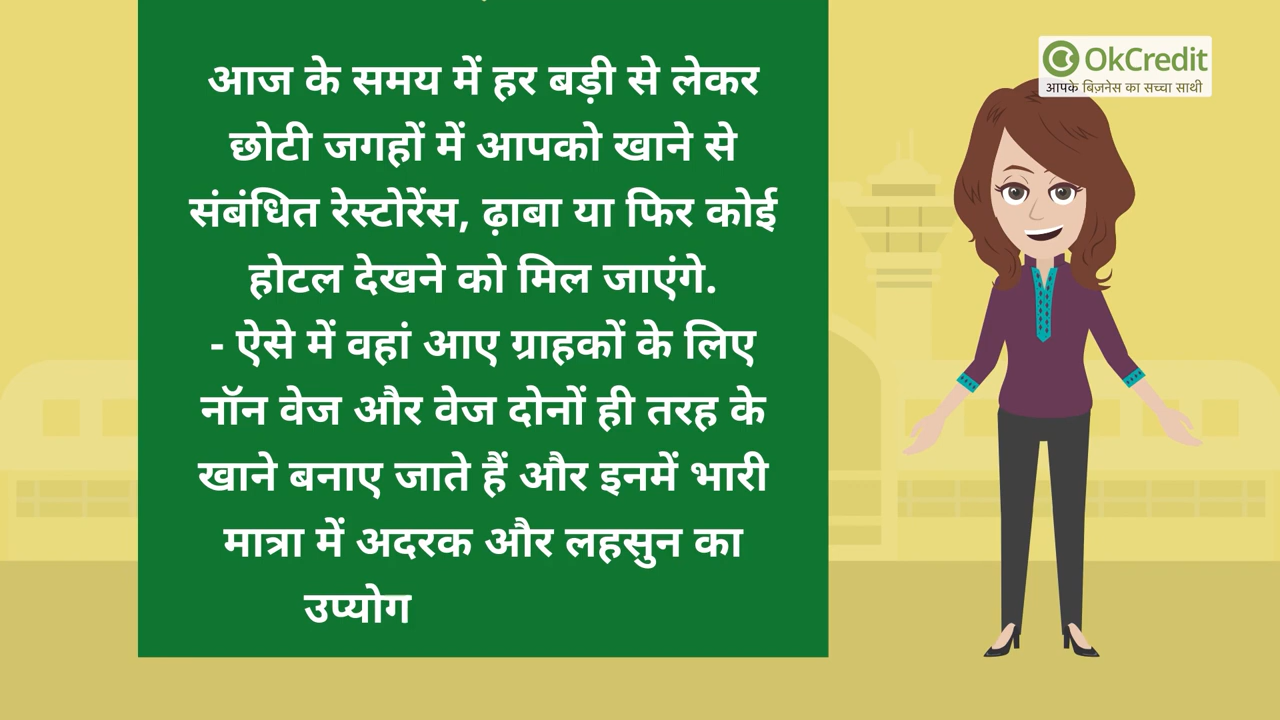 आज के समय में हर बड़ी से लेकर
छोटी जगहों में आपको खाने से
संबंधित रेस्टोरेंस, ढ़ाबा या फिर कोई
होटल देखने को मिल जाएंगे.
- ऐसे में वहां आए ग्राहकों के लिए
नॉन वेज और वेज दोनों ही तरह के
खाने बनाए जाते हैं और इनमें भारी
मात्रा में अदरक और लहसुन का
उप्योग
OkCredit
आपके बिज़नेस का सच्चा साथी